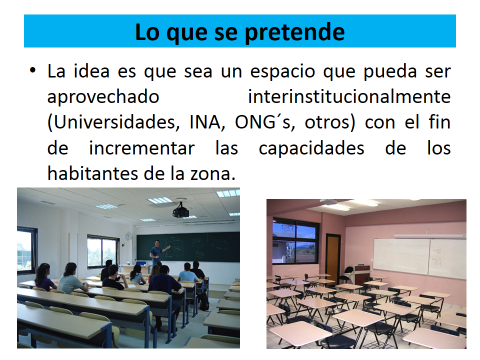 Lo que se pretende
• La idea es que sea un espacio que pueda ser
aprovechado interinstitucionalmente
(Universidades, INA, ONG´s, otros) con el fin
de incrementar las capacidades de los
habitantes de la zona.